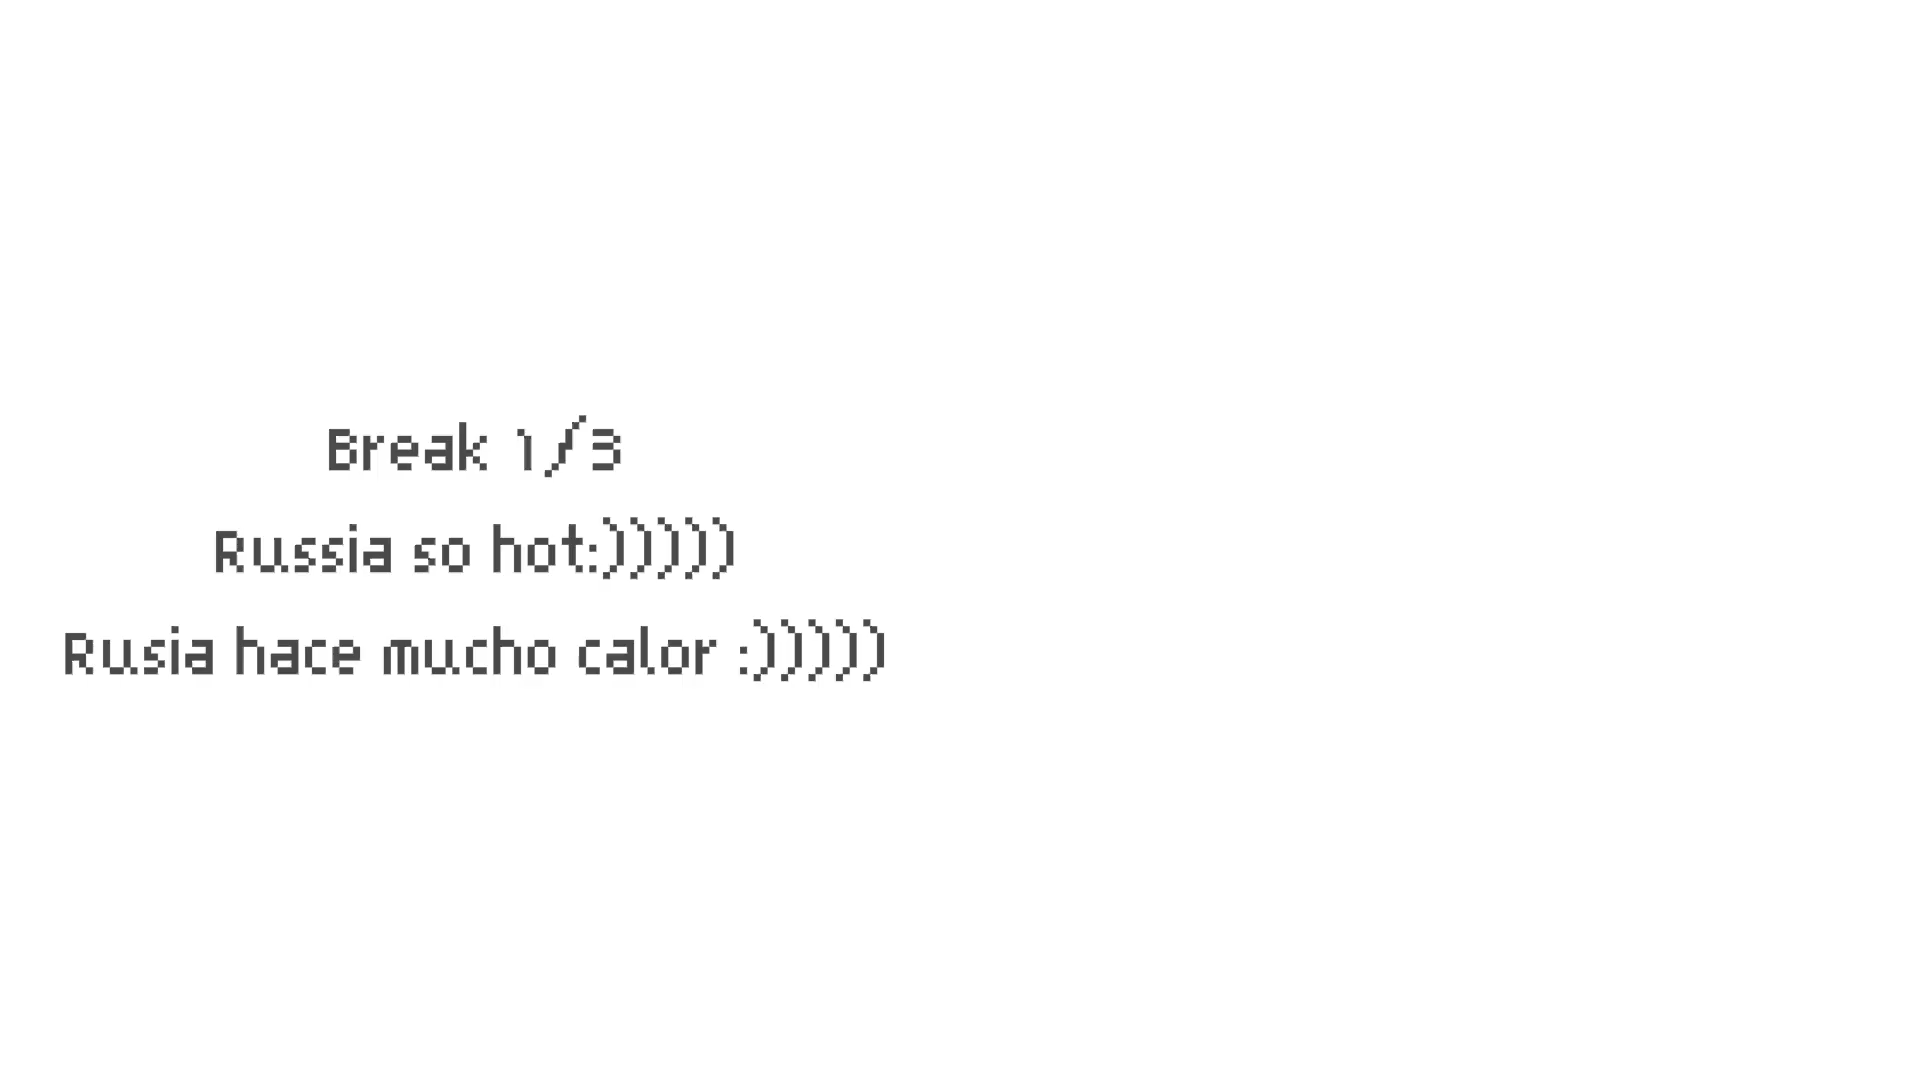 Break 1/3
Russia so hot:)))))
Rusia hace mucho calor :)))))